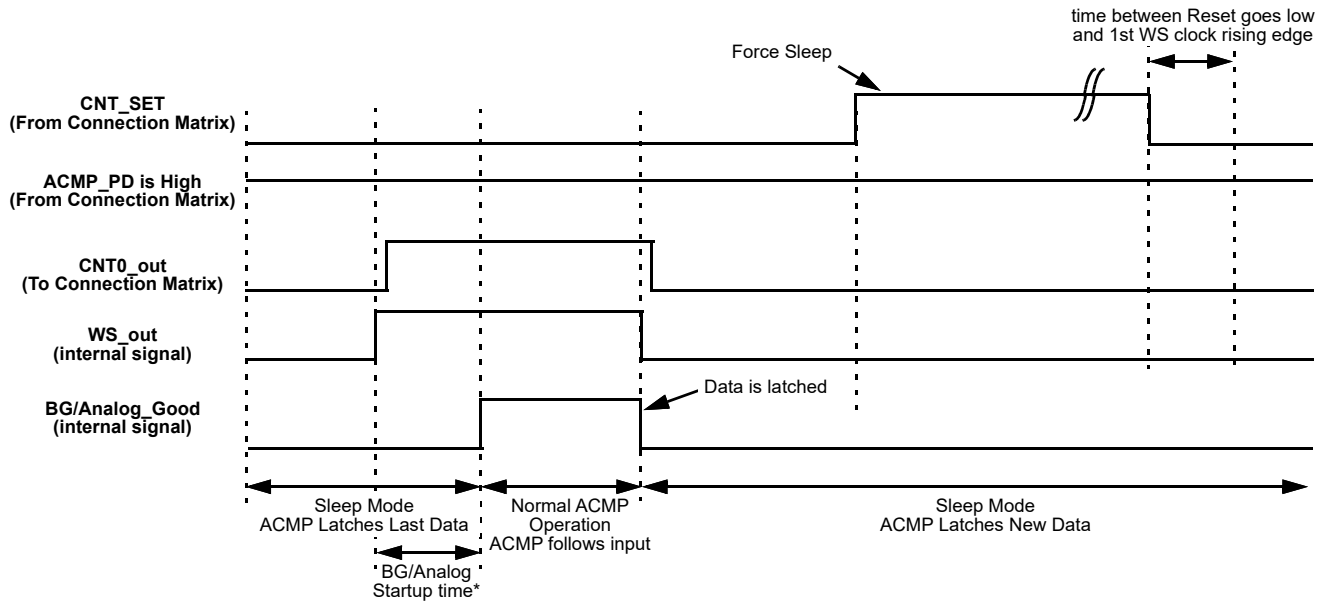 time between Reset goes low
and 1st WS clock rising edge
Force Sleep
CNT_SET
(From Connection Matrix)
ACMP_PD is High
(From Connection Matrix)
CNT0_out
(To Connection Matrix)
WS_out
(internal signal)
Data is latched
BG/Analog_Good
(internal signal)
Sleep Mode
ACMP Latches Last Data
Normal ACMP
Operation
ACMP follows input
Sleep Mode
ACMP Latches New Data
BG/Analog
Startup time*